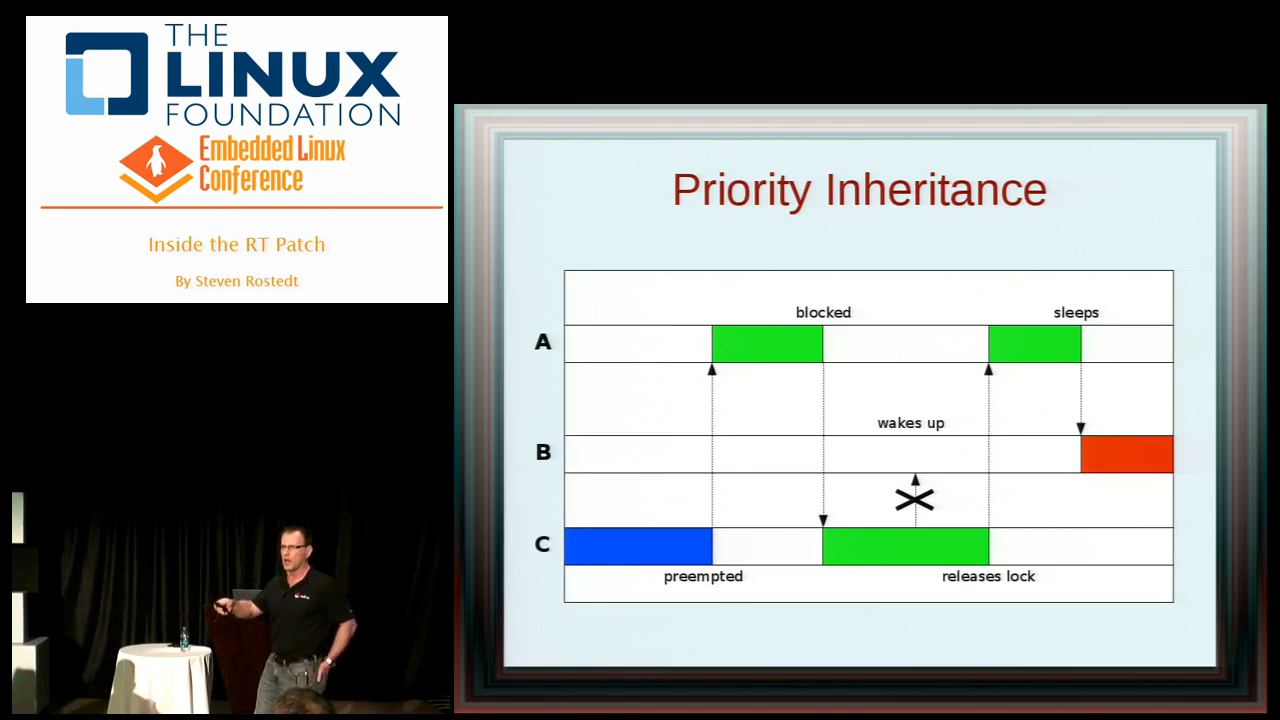 THE
LINUX
FOUNDATION
Embedded Linux
Conference
Inside the RT Patch
By Steven Rostedt
Priority Inheritance
blocked
sleeps
A
wakes up
B
C
preempted
releases lock